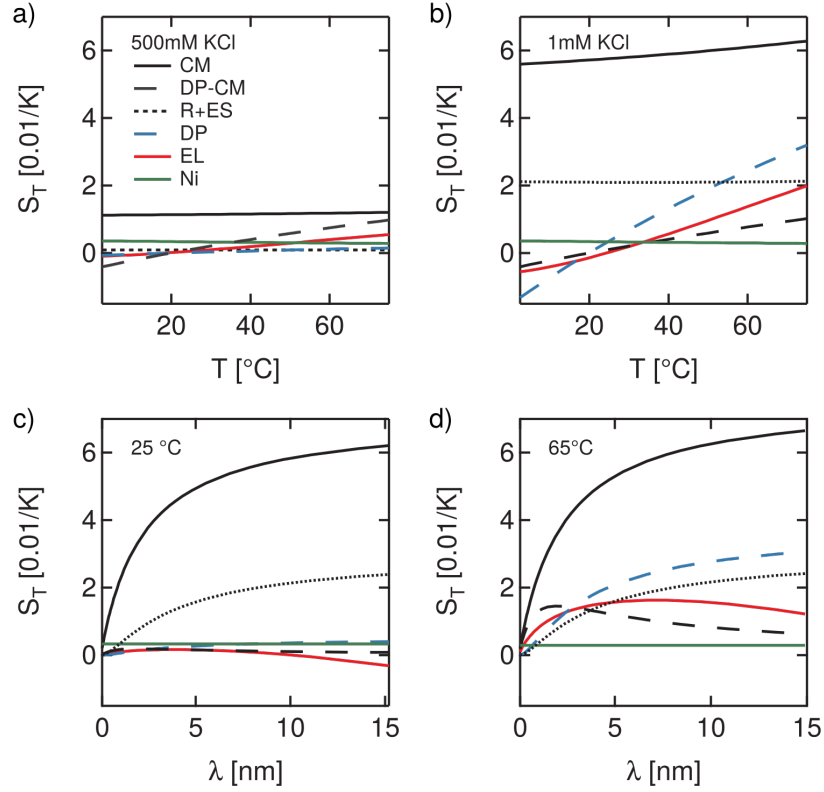 a)
500mM KCl
CM
DP-CM
R+ES
DP
EL
Ni
S_T [0.01/K]
6
4
2
0
20
40
60
T [°C]
b)
1mM KCl
S_T [0.01/K]
6
4
2
0
20
40
60
T [°C]
c)
25 °C
S_T [0.01/K]
6
4
2
0
0
5
10
15
λ [nm]
d)
65°C
S_T [0.01/K]
6
4
2
0
0
5
10
15
λ [nm]